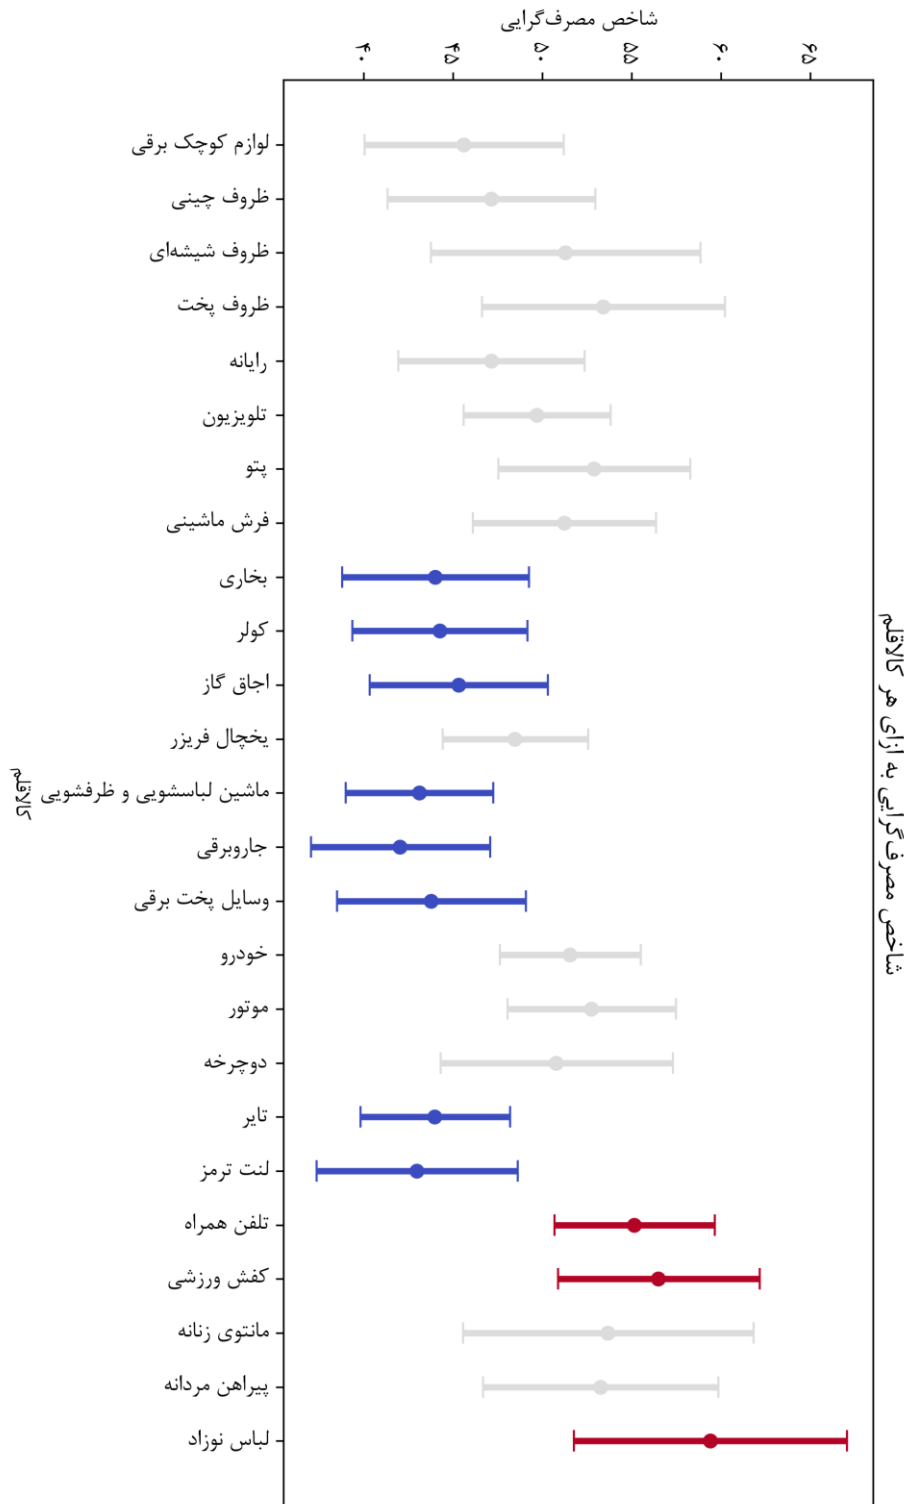 شاخص مصرف‌گرایی
۴۰
۴۵
۵۰
۵۵
۶۰
۶۵
لوازم کوچک برقی
ظروف چینی
ظروف شیشه‌ای
ظروف پخت
رایانه
تلویزیون
پتو
فرش ماشینی
بخاری
کولر
اجاق گاز
یخچال فریزر
ماشین لباسشویی و ظرفشویی
جاروبرقی
وسایل پخت برقی
خودرو
موتور
دوچرخه
تایر
لنت ترمز
تلفن همراه
کفش ورزشی
مانتوی زنانه
پیراهن مردانه
لباس نوزاد
کالاقلم
شاخص مصرف‌گرایی به ازای هر کالاقلم